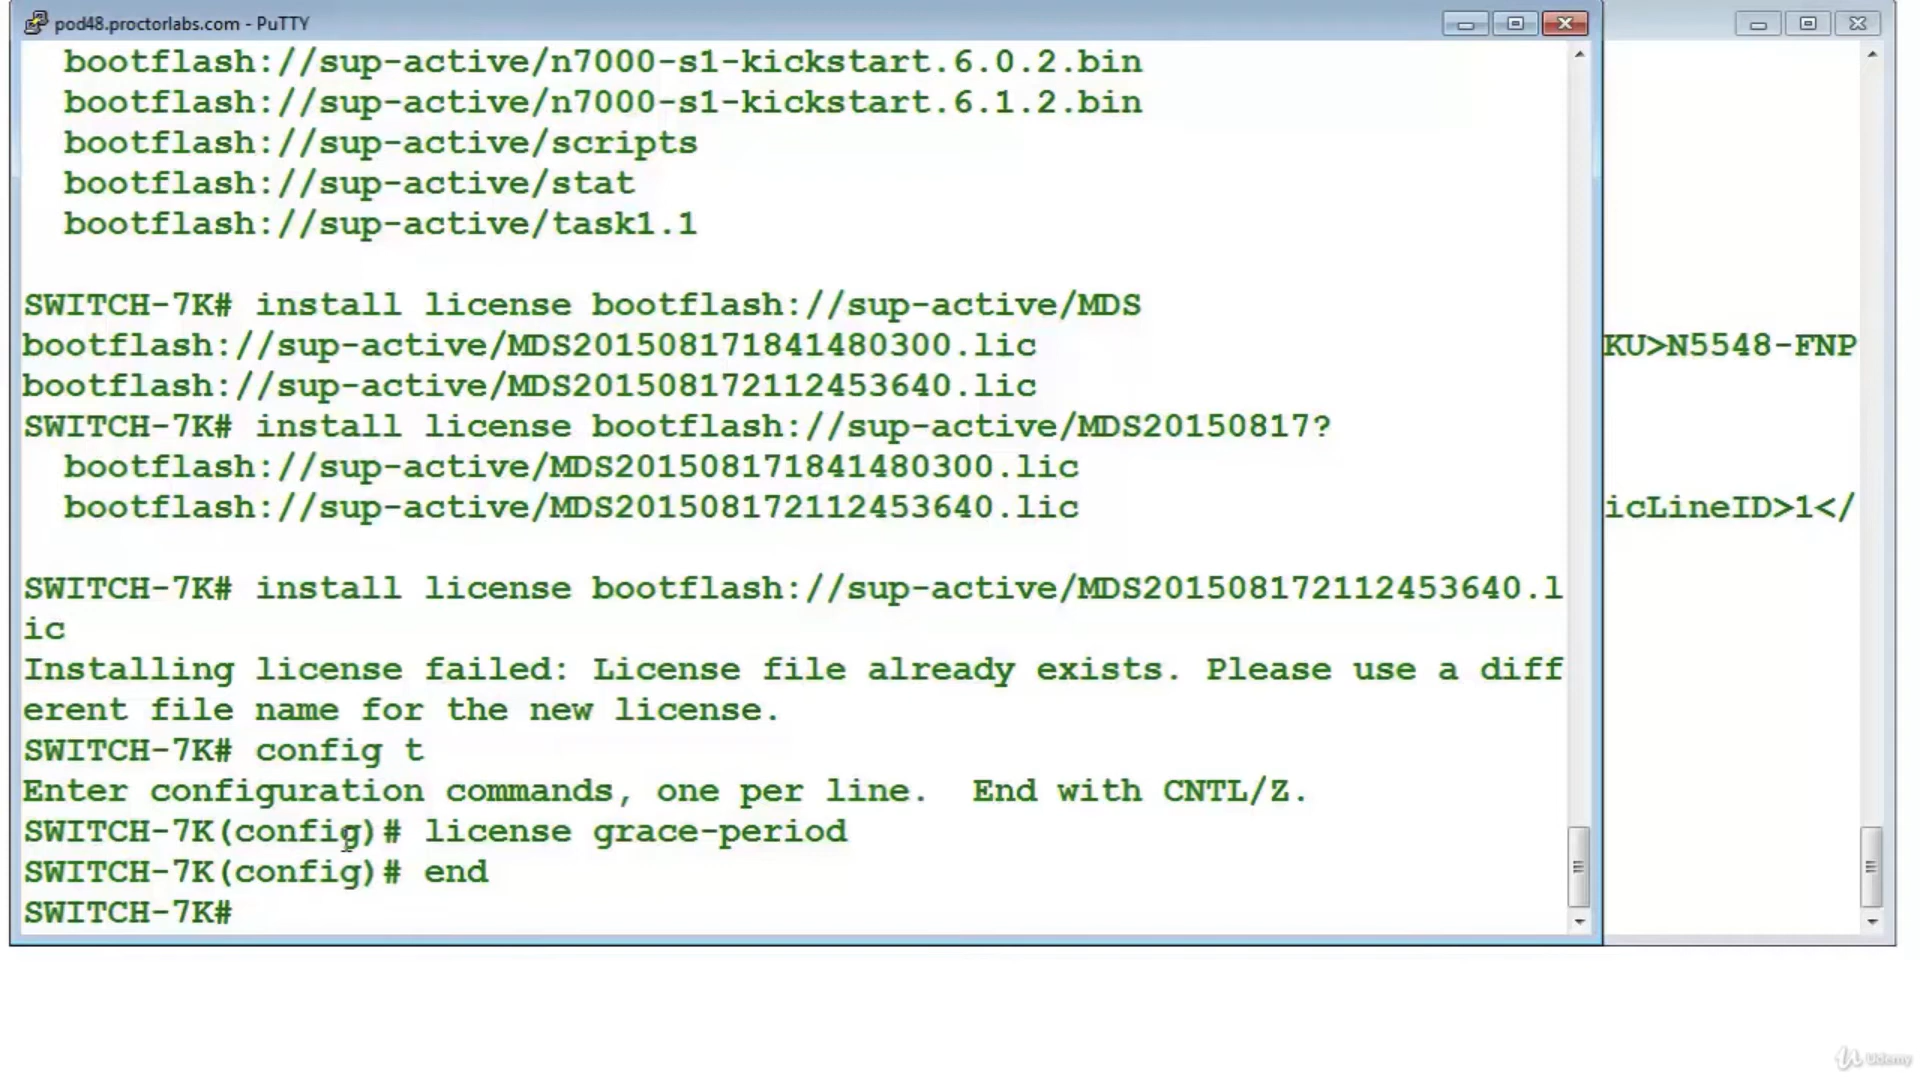 pod48.proctorlabs.com - PuTTY
bootflash://sup-active/n7000-s1-kickstart.6.0.2.bin
bootflash://sup-active/n7000-s1-kickstart.6.1.2.bin
bootflash://sup-active/scripts
bootflash://sup-active/stat
bootflash://sup-active/task1.1
SWITCH-7K# install license bootflash://sup-active/MDS
bootflash://sup-active/MDS201508171841480300.lic
KU>N5548-FNP
bootflash://sup-active/MDS201508172112453640.lic
SWITCH-7K# install license bootflash://sup-active/MDS20150817?
bootflash://sup-active/MDS201508171841480300.lic
bootflash://sup-active/MDS201508172112453640.lic
icLineID>1</
SWITCH-7K# install license bootflash://sup-active/MDS201508172112453640.l
ic
Installing license failed: License file already exists. Please use a diff
erent file name for the new license.
SWITCH-7K# config t
Enter configuration commands, one per line.  End with CNTL/Z.
SWITCH-7K(config)# license grace-period
SWITCH-7K(config)# end
SWITCH-7K#
Udemy